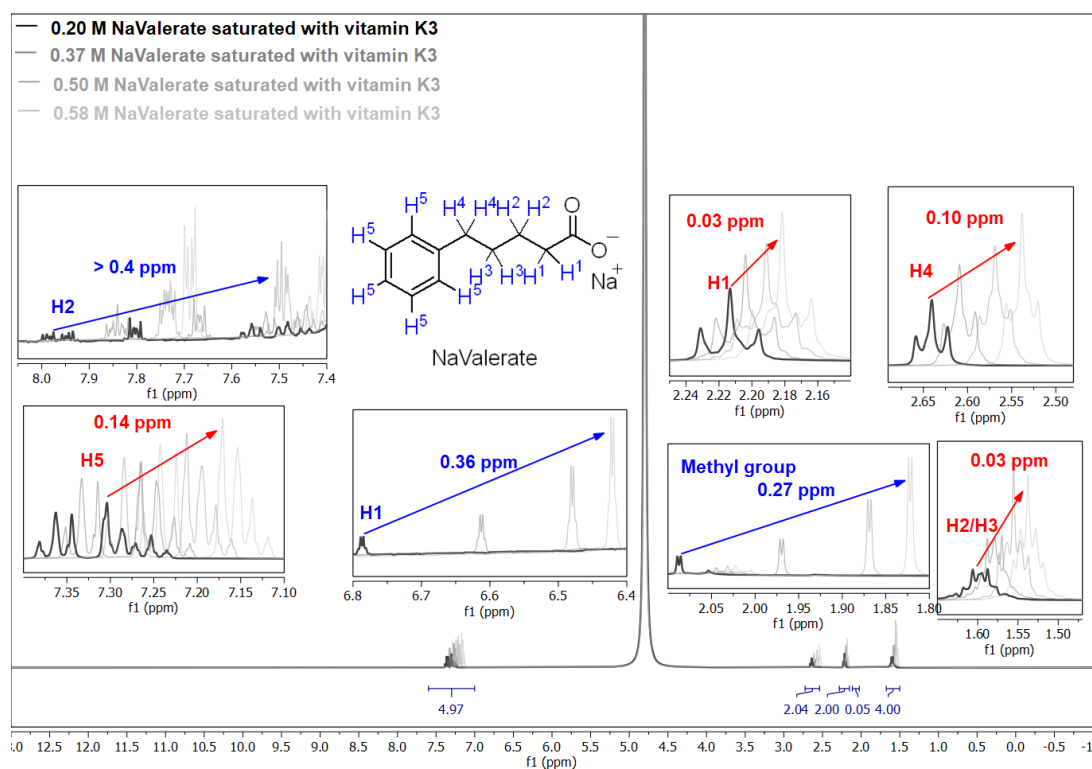 0.20 M NaValerate saturated with vitamin K3
0.37 M NaValerate saturated with vitamin K3
0.50 M NaValerate saturated with vitamin K3
0.58 M NaValerate saturated with vitamin K3
> 0.4 ppm
H2
8.0 7.9 7.8 7.7 7.6 7.5 7.4
f1 (ppm)
H5 H4 H4 H2 H2 O
H5 H5 O−
H3 H3 H1 H1 Na+
H5 H5
NaValerate
0.03 ppm
H1
2.24 2.22 2.20 2.18 2.16
f1 (ppm)
0.10 ppm
H4
2.65 2.60 2.55 2.50
f1 (ppm)
0.14 ppm
H5
7.35 7.30 7.25 7.20 7.15 7.10
f1 (ppm)
0.36 ppm
H1
6.8 6.7 6.6 6.5 6.4
f1 (ppm)
Methyl group
0.27 ppm
2.05 2.00 1.95 1.90 1.85 1.80
f1 (ppm)
0.03 ppm
H2/H3
1.60 1.55 1.50
f1 (ppm)
4.97 2.04 2.00 0.05 4.00
3.0 12.5 12.0 11.5 11.0 10.5 10.0 9.5 9.0 8.5 8.0 7.5 7.0 6.5 6.0 5.5 5.0 4.5 4.0 3.5 3.0 2.5 2.0 1.5 1.0 0.5 0.0 -0.5 -1
f1 (ppm)